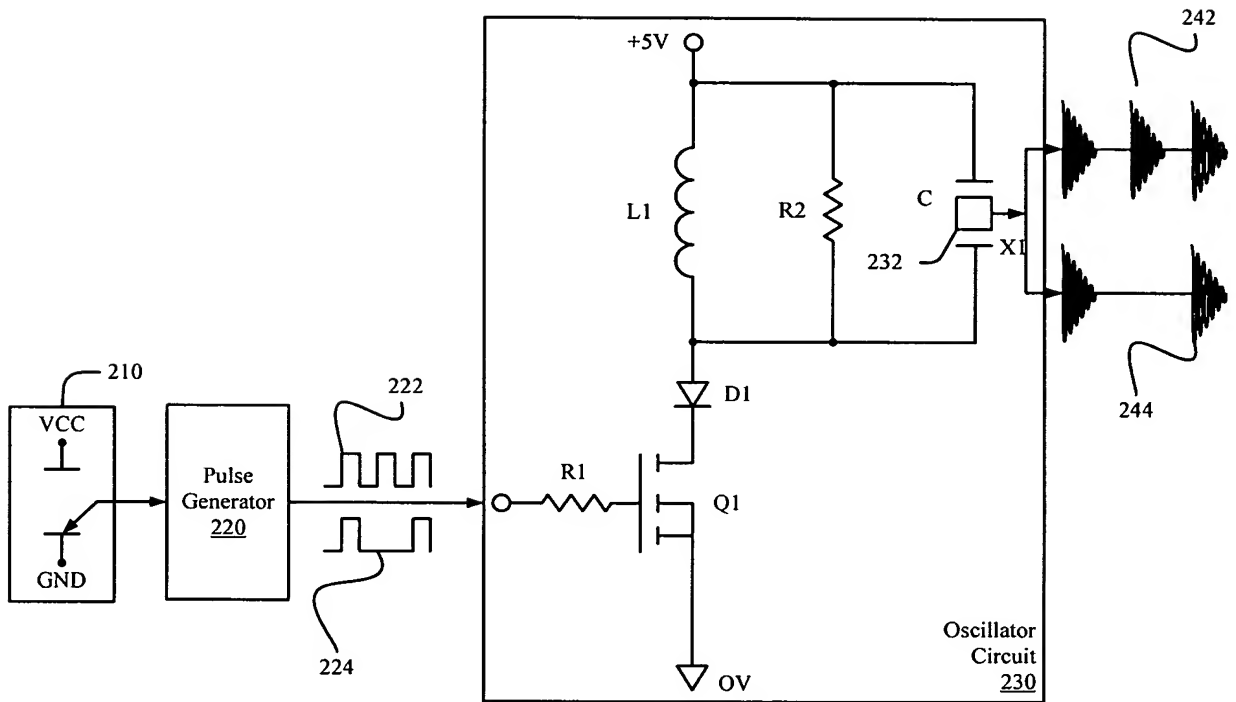 242
+5V
L1
R2
C
232
X1
244
210
VCC
GND
Pulse
Generator
220
222
224
D1
R1
Q1
OV
Oscillator
Circuit
230